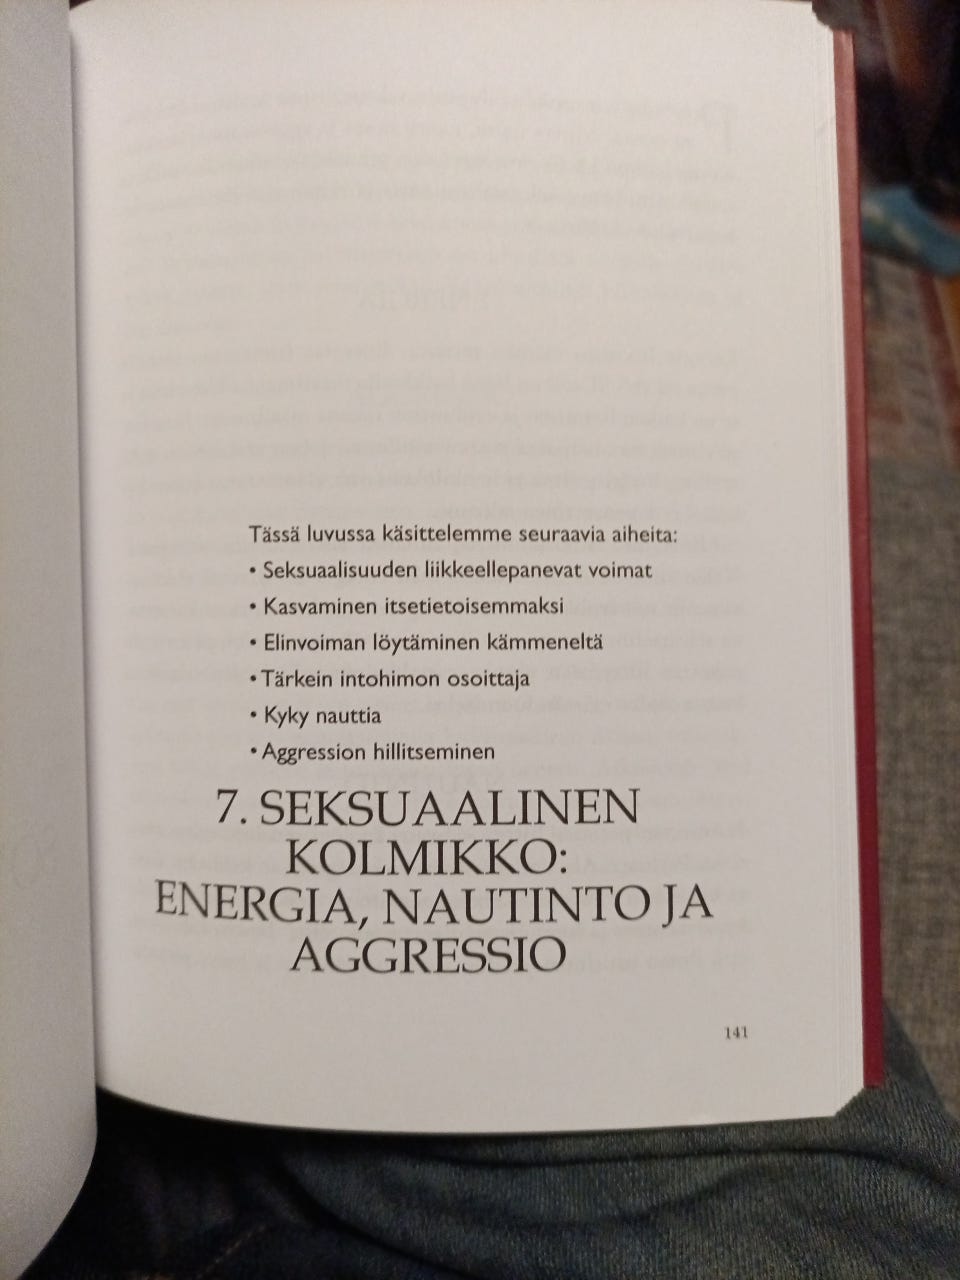 Tässä luvussa käsittelemme seuraavia aiheita:
• Seksuaalisuuden liikkeellepanevat voimat
• Kasvaminen itsetietoisemmaksi
• Elinvoiman löytäminen kämmeneltä
• Tärkein intohimon osoittaja
• Kyky nauttia
• Aggression hillitseminen
7. SEKSUAALINEN
KOLMIKKO:
ENERGIA, NAUTINTO JA
AGGRESSIO
141